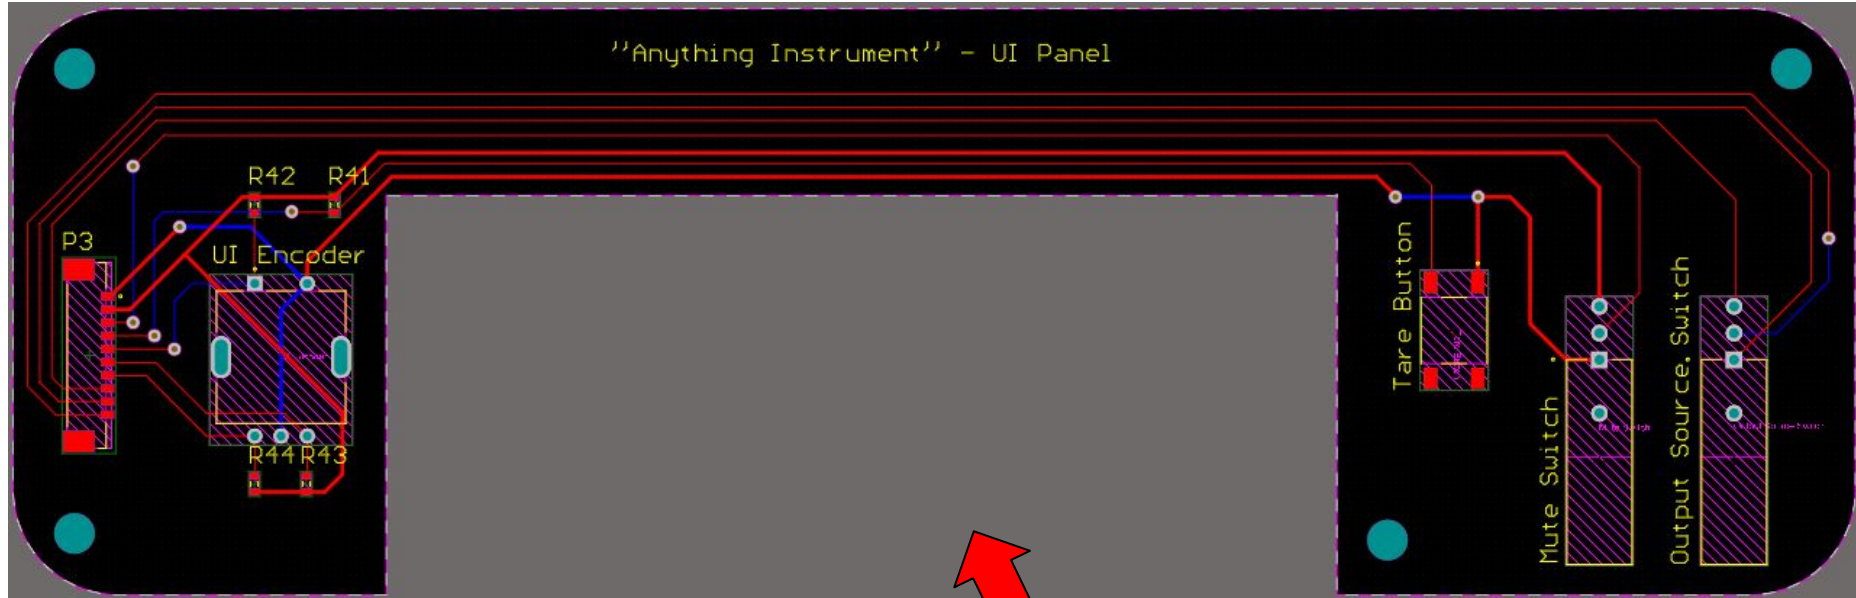 ''Anything Instrument'' - UI Panel
R42
R41
P3
UI Encoder
R44
R43
Tare Button
Mute Switch
Output Source. Switch